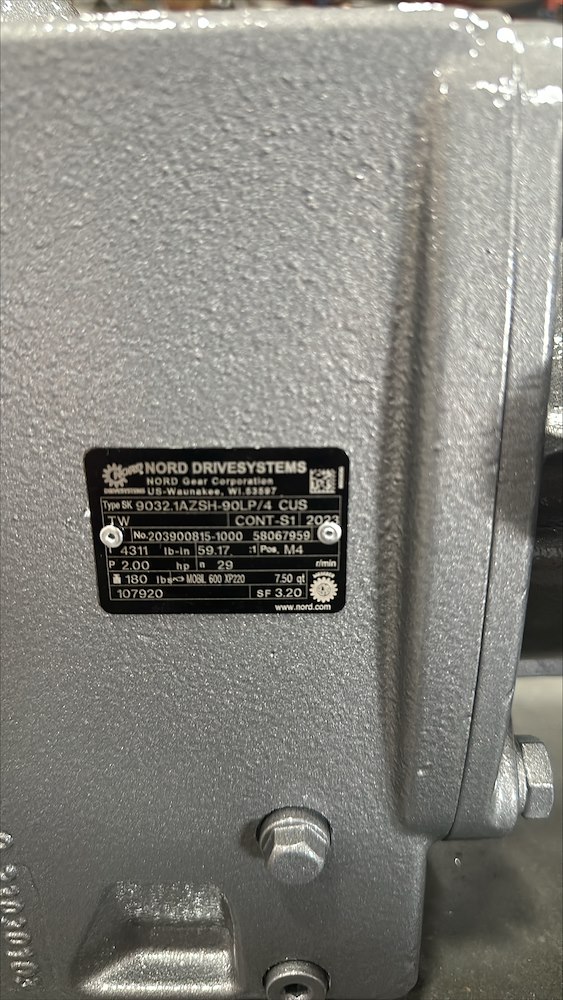 NORD DRIVESYSTEMS
NORD Gear Corporation
US-Waunakee, WI.53597
Type SK 9032.1AZSH-90LP/4 CUS
TW CONT-S1 2023
No. 203900815-1000 58067959
4311 lb-in 59.17 :1 Pos. M4
P 2.00 hp n 29 r/min
180 lbs MOBIL 600 XP220 7.50 qt
107920 SF 3.20
www.nord.com